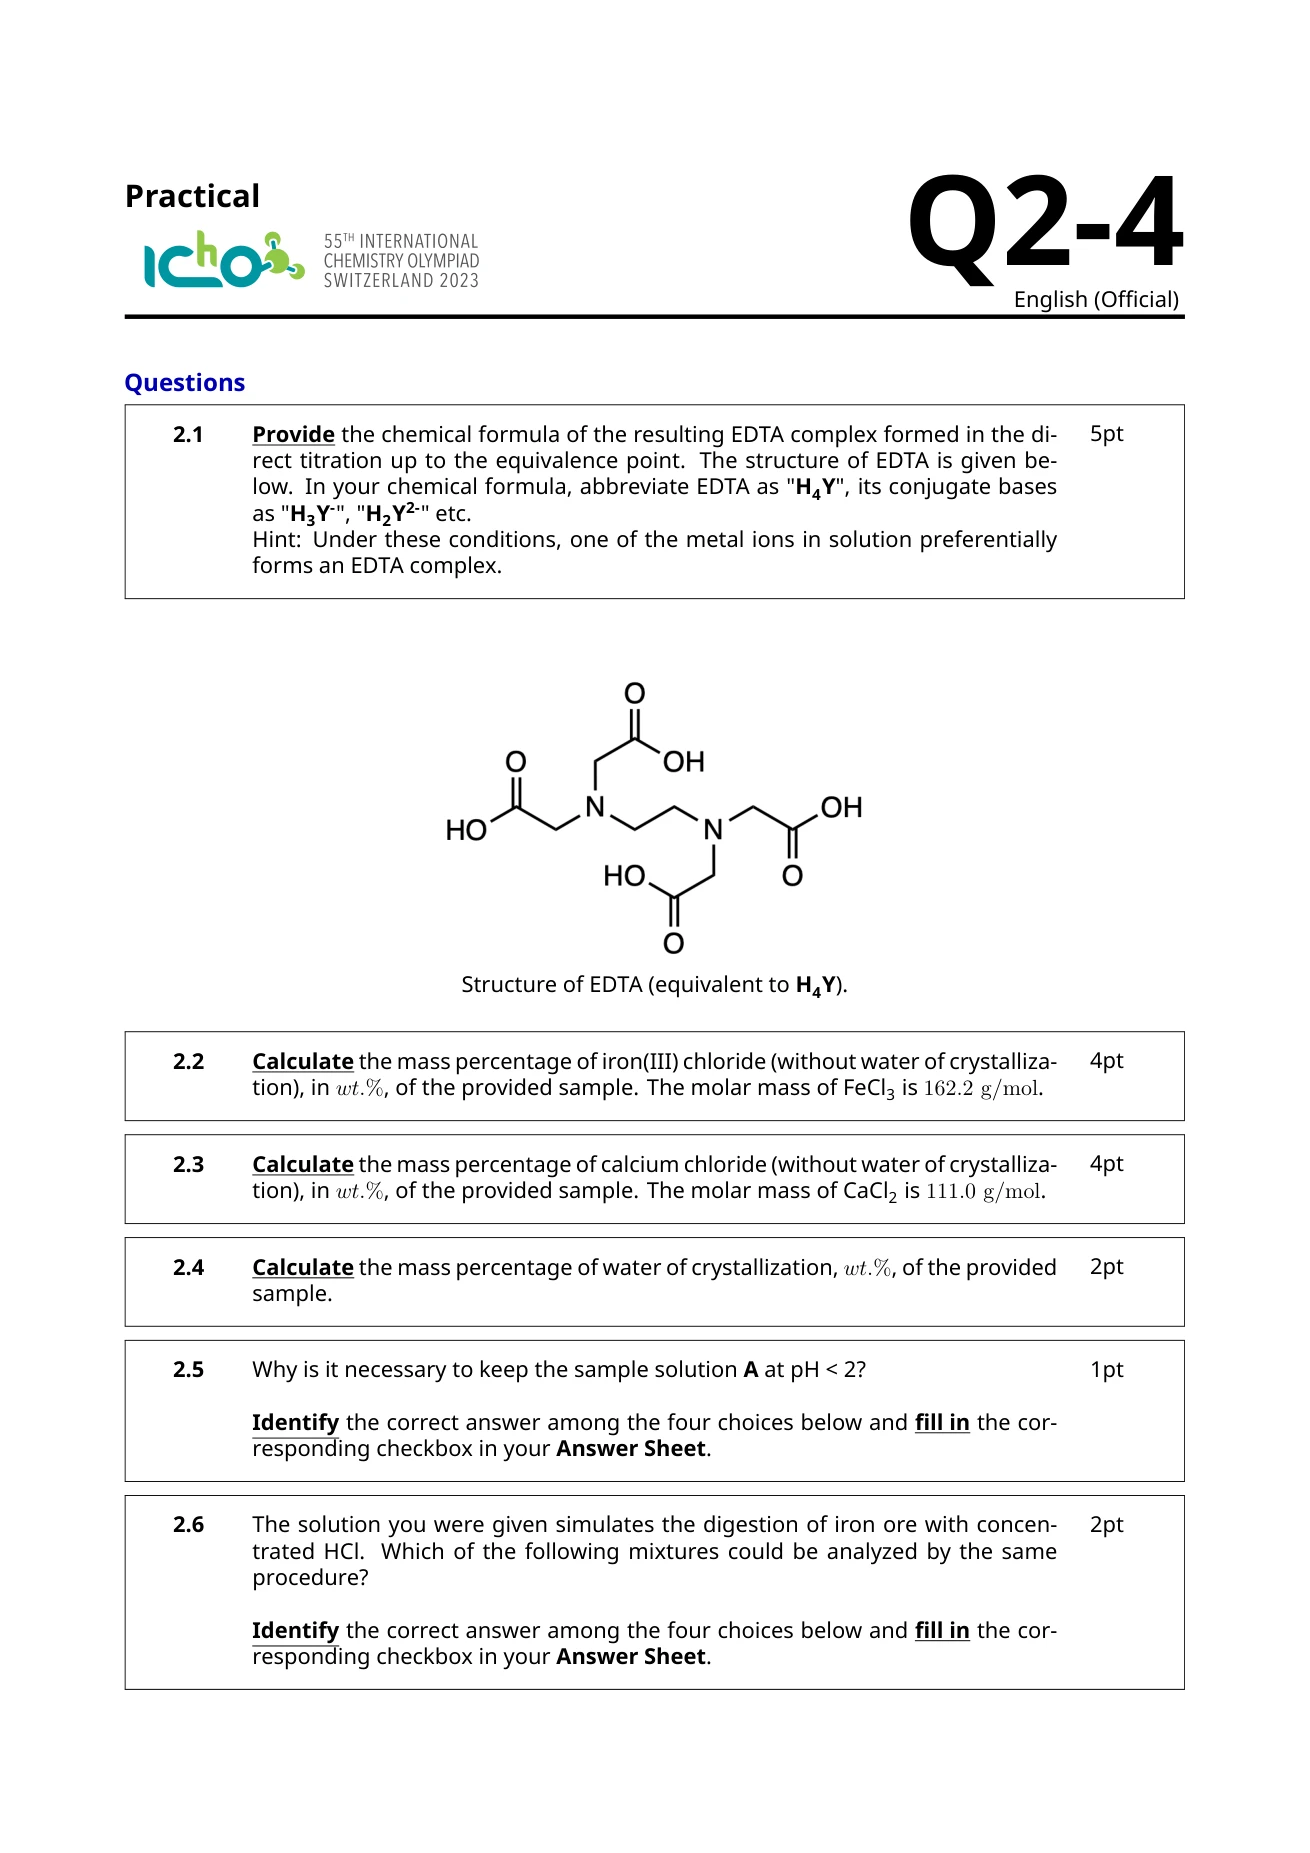 Practical
Q2-4
IChO
55TH INTERNATIONAL
CHEMISTRY OLYMPIAD
SWITZERLAND 2023
English (Official)
Questions
2.1 Provide the chemical formula of the resulting EDTA complex formed in the di- 5pt
rect titration up to the equivalence point. The structure of EDTA is given be-
low. In your chemical formula, abbreviate EDTA as "H4Y", its conjugate bases
as "H3Y-", "H2Y2-" etc.
Hint: Under these conditions, one of the metal ions in solution preferentially
forms an EDTA complex.
O
O OH
N OH
HO N
HO O
O
Structure of EDTA (equivalent to H4Y).
2.2 Calculate the mass percentage of iron(III) chloride (without water of crystalliza- 4pt
tion), in wt.%, of the provided sample. The molar mass of FeCl3 is 162.2 g/mol.
2.3 Calculate the mass percentage of calcium chloride (without water of crystalliza- 4pt
tion), in wt.%, of the provided sample. The molar mass of CaCl2 is 111.0 g/mol.
2.4 Calculate the mass percentage of water of crystallization, wt.%, of the provided 2pt
sample.
2.5 Why is it necessary to keep the sample solution A at pH < 2? 1pt
Identify the correct answer among the four choices below and fill in the cor-
responding checkbox in your Answer Sheet.
2.6 The solution you were given simulates the digestion of iron ore with concen- 2pt
trated HCl. Which of the following mixtures could be analyzed by the same
procedure?
Identify the correct answer among the four choices below and fill in the cor-
responding checkbox in your Answer Sheet.